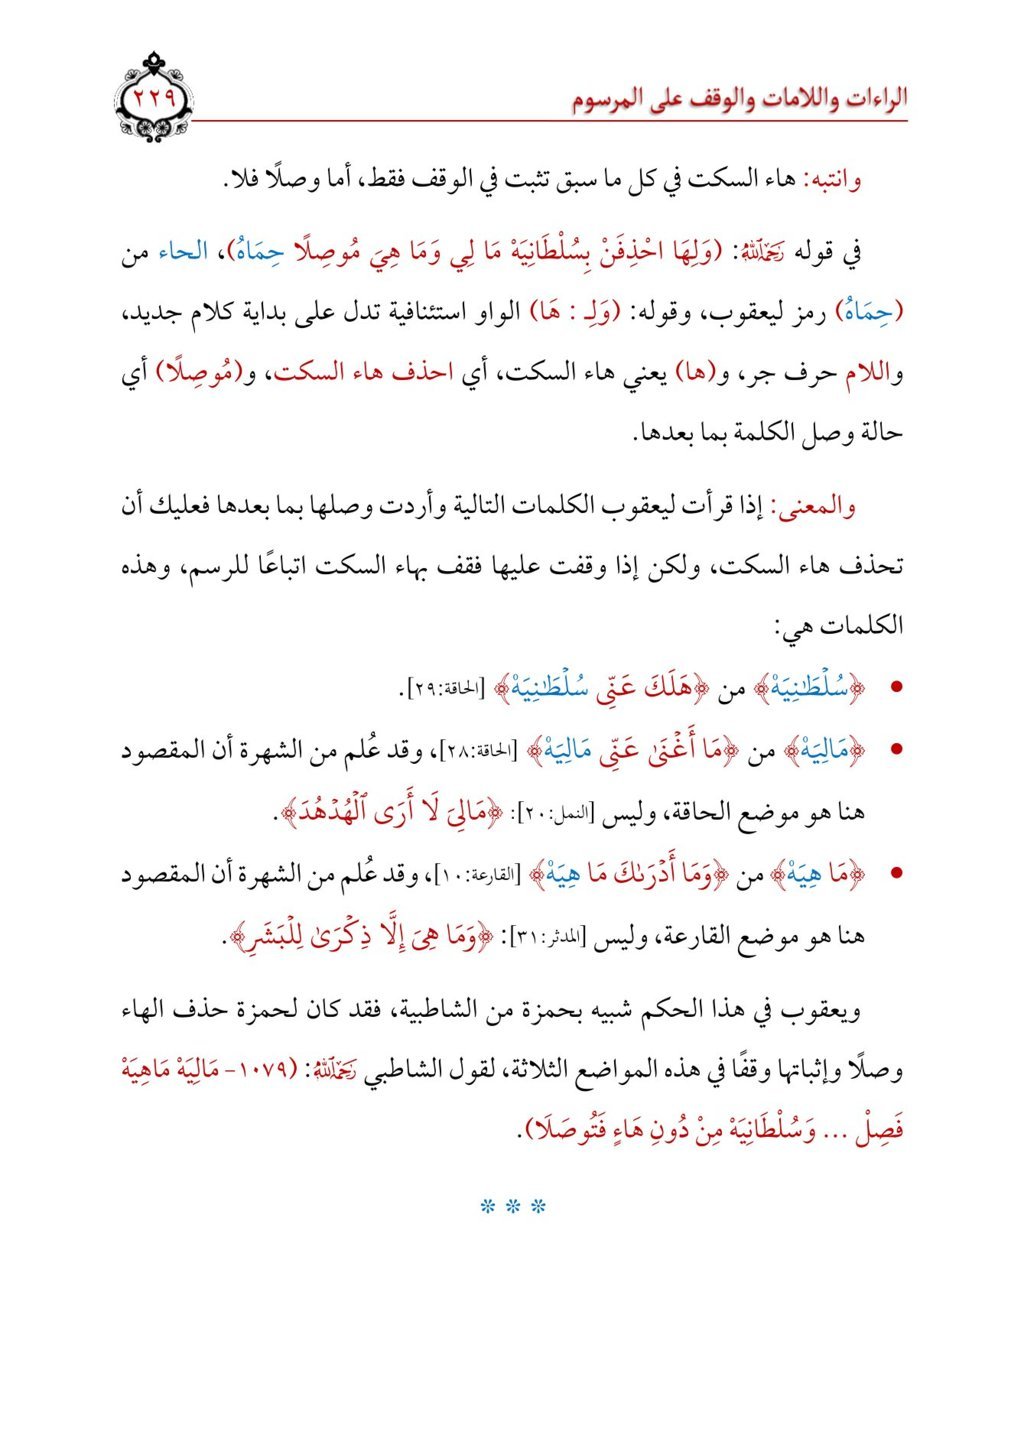 الراءات واللامات والوقف على المرسوم
٢٢٩
وانتبه: هاء السكت في كل ما سبق تثبت في الوقف فقط، أما وصلًا فلا.
في قوله رَحِمَهُ ٱللَّهُ: (وَلِهَا احْذِفَنْ بِسُلْطَانِيَهْ مَا لِي وَمَا هِيَ مُوصِلًا حِمَاهُ)، الحاء من
(حِمَاهُ) رمز ليعقوب، وقوله: (وَلِـ : هَا) الواو استئنافية تدل على بداية كلام جديد،
واللام حرف جر، و(ها) يعني هاء السكت، أي احذف هاء السكت، و(مُوصِلًا) أي
حالة وصل الكلمة بما بعدها.
والمعنى: إذا قرأت ليعقوب الكلمات التالية وأردت وصلها بما بعدها فعليك أن
تحذف هاء السكت، ولكن إذا وقفت عليها فقف بهاء السكت اتباعًا للرسم، وهذه
الكلمات هي:
• ﴿سُلْطَـٰنِيَهْ﴾ من ﴿هَلَكَ عَنِّى سُلْطَـٰنِيَهْ﴾ [الحاقة:٢٩].
• ﴿مَالِيَهْ﴾ من ﴿مَا أَغْنَىٰ عَنِّى مَالِيَهْ﴾ [الحاقة:٢٨]، وقد عُلم من الشهرة أن المقصود
هنا هو موضع الحاقة، وليس [النمل:٢٠]: ﴿مَالِىَ لَا أَرَى ٱلْهُدْهُدَ﴾.
• ﴿مَا هِيَهْ﴾ من ﴿وَمَا أَدْرَىٰكَ مَا هِيَهْ﴾ [القارعة:١٠]، وقد عُلم من الشهرة أن المقصود
هنا هو موضع القارعة، وليس [المدثر:٣١]: ﴿وَمَا هِىَ إِلَّا ذِكْرَىٰ لِلْبَشَرِ﴾.
ويعقوب في هذا الحكم شبيه بحمزة من الشاطبية، فقد كان لحمزة حذف الهاء
وصلًا وإثباتها وقفًا في هذه المواضع الثلاثة، لقول الشاطبي رَحِمَهُ ٱللَّهُ: (١٠٧٩- مَالِيَهْ مَاهِيَهْ
فَصِلْ ... وَسُلْطَانِيَهْ مِنْ دُونِ هَاءٍ فَتُوصَلَا).
* * *